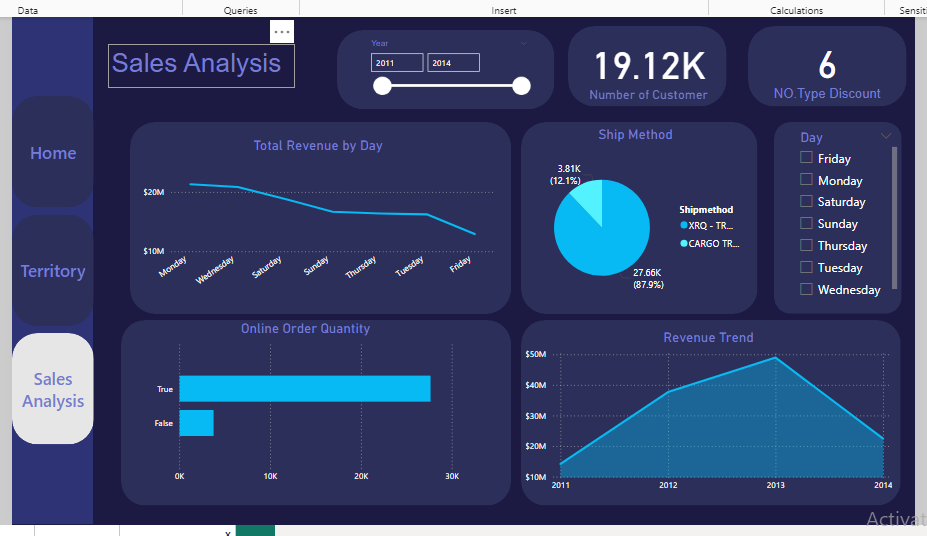 Data
Queries
Insert
Calculations
Sensiti
Sales Analysis
Year
2011
2014
19.12K
Number of Customer
6
NO.Type Discount
Home
Territory
Sales
Analysis
Total Revenue by Day
$20M
$10M
Monday
Wednesday
Saturday
Sunday
Thursday
Tuesday
Friday
Ship Method
3.81K
(12.1%)
27.66K
(87.9%)
Shipmethod
XRQ - TR...
CARGO TR...
Day
Friday
Monday
Saturday
Sunday
Thursday
Tuesday
Wednesday
Online Order Quantity
True
False
0K
10K
20K
30K
Revenue Trend
$50M
$40M
$30M
$20M
$10M
2011
2012
2013
2014
Activat
x